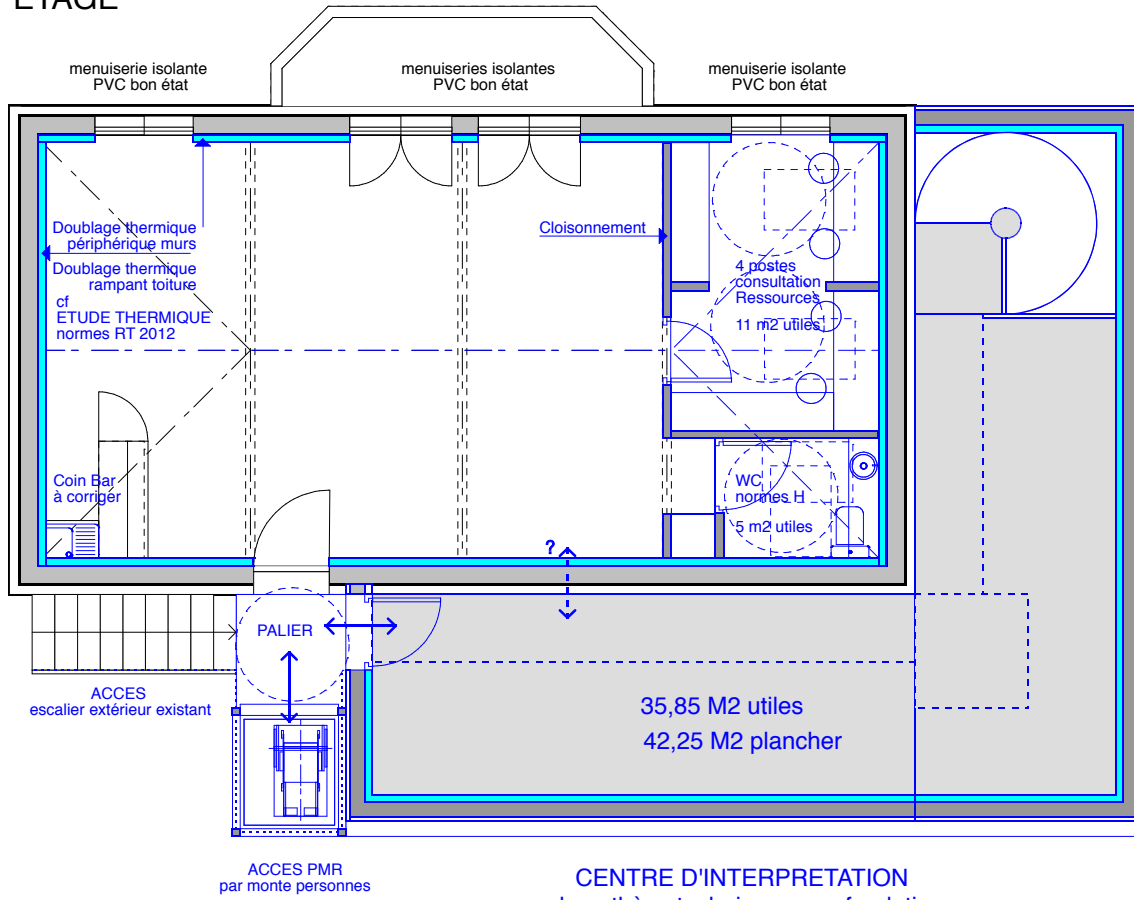 ETAGE
menuiserie isolante
PVC bon état
menuiseries isolantes
PVC bon état
menuiserie isolante
PVC bon état
Doublage thermique
périphérique murs
Doublage thermique
rampant toiture
cf
ETUDE THERMIQUE
normes RT 2012
Cloisonnement
4 postes
consultation
Ressources
11 m2 utiles
Coin Bar
à corriger
WC
normes H
5 m2 utiles
?
PALIER
ACCES
escalier extérieur existant
35,85 M2 utiles
42,25 M2 plancher
ACCES PMR
par monte personnes
CENTRE D'INTERPRETATION